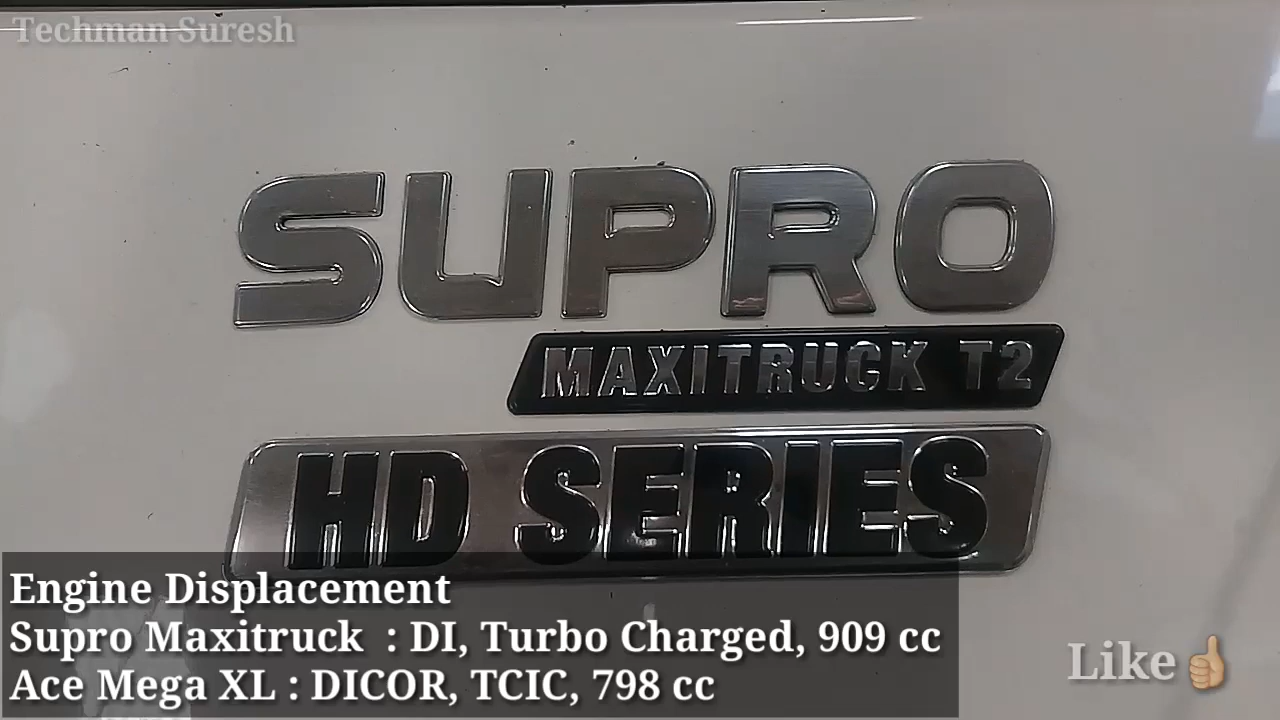 Techman Suresh
SUPRO
MAXITRUCK T2
HD SERIES
Engine Displacement
Supro Maxitruck : DI, Turbo Charged, 909 cc
Ace Mega XL : DICOR, TCIC, 798 cc
Like👍🏼